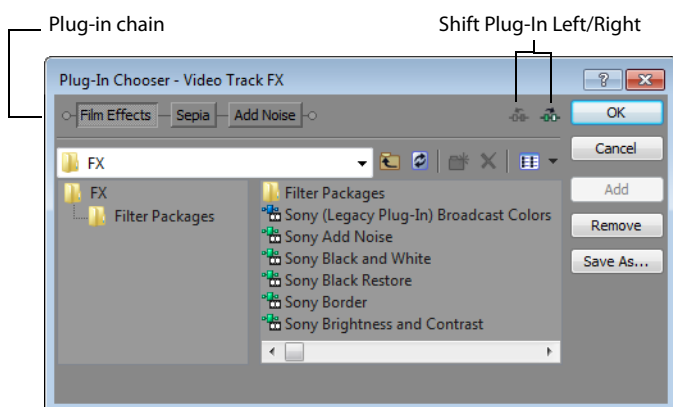 Plug-in chain
Shift Plug-In Left/Right
Plug-In Chooser - Video Track FX
Film Effects
Sepia
Add Noise
OK
Cancel
Add
Remove
Save As...
FX
FX
Filter Packages
Filter Packages
Sony (Legacy Plug-In) Broadcast Colors
Sony Add Noise
Sony Black and White
Sony Black Restore
Sony Border
Sony Brightness and Contrast